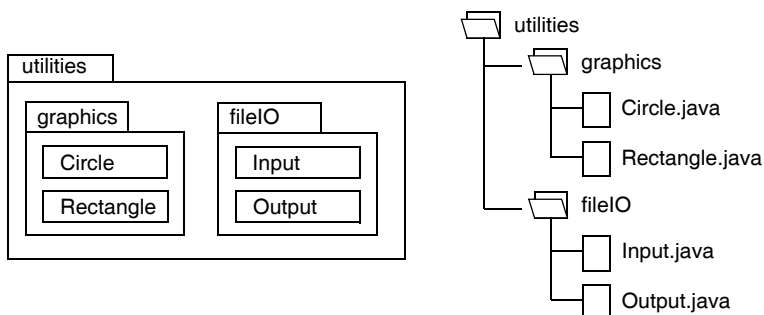 utilities
graphics
Circle
Rectangle
fileIO
Input
Output
utilities
graphics
Circle.java
Rectangle.java
fileIO
Input.java
Output.java